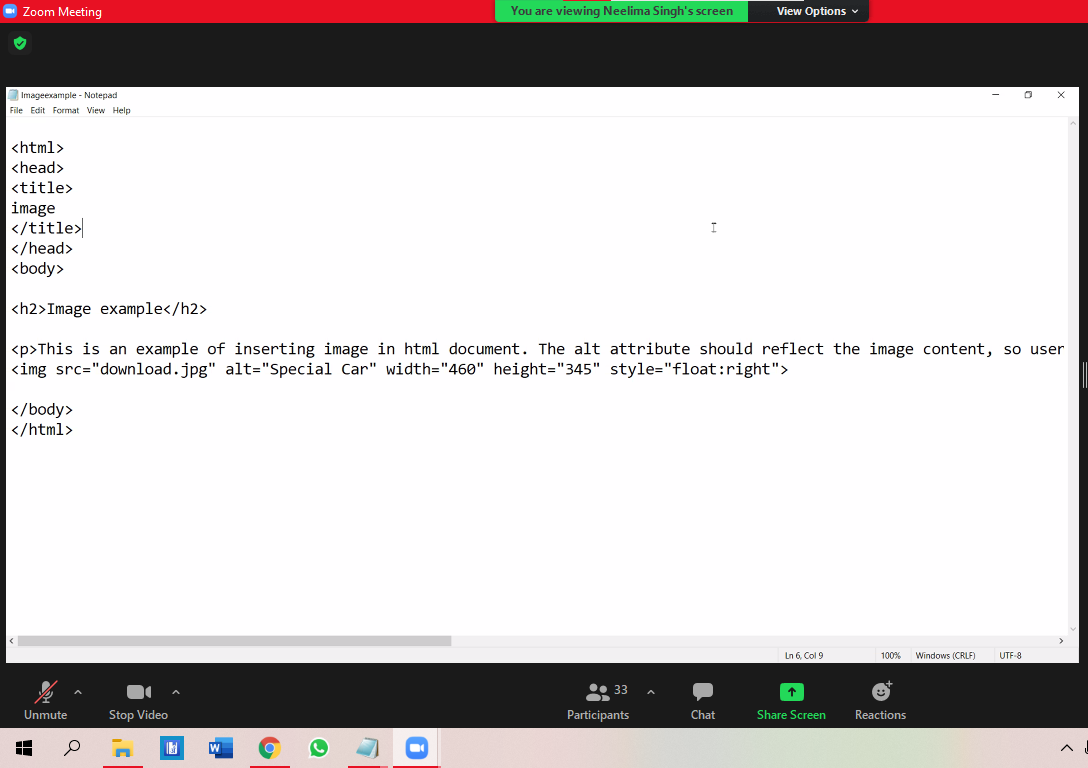 Zoom Meeting
You are viewing Neelima Singh's screen
View Options
Imageexample - Notepad
File Edit Format View Help
<html>
<head>
<title>
image
</title>
</head>
<body>
<h2>Image example</h2>
<p>This is an example of inserting image in html document. The alt attribute should reflect the image content, so user
<img src="download.jpg" alt="Special Car" width="460" height="345" style="float:right">
</body>
</html>
Ln 6, Col 9 100% Windows (CRLF) UTF-8
33
Unmute Stop Video Participants Chat Share Screen Reactions